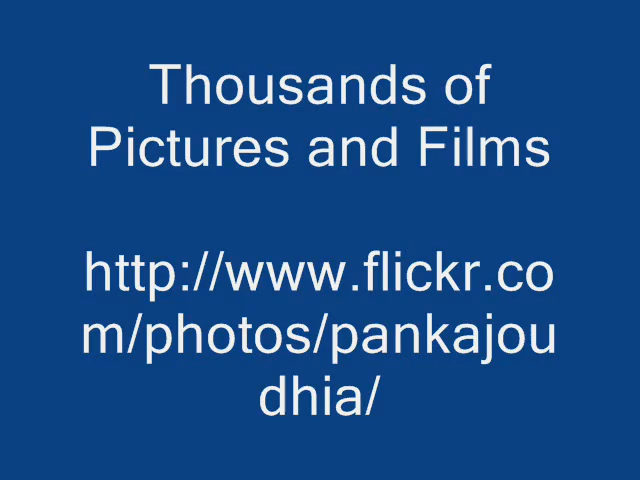 Thousands of
Pictures and Films
http://www.flickr.co
m/photos/pankajou
dhia/